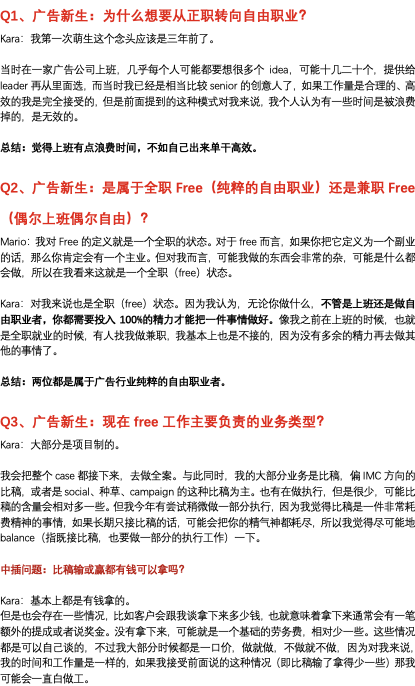 Q1、广告新生：为什么想要从正职转向自由职业？
Kara：我第一次萌生这个念头应该是三年前了。
当时在一家广告公司上班，几乎每个人可能都要想很多个 idea，可能十几二十个，提供给
leader 再从里面选，而当时我已经是相当比较 senior 的创意人了，如果工作量是合理的、高
效的我是完全接受的，但是前面提到的这种模式对我来说，我个人认为有一些时间是被浪费
掉的，是无效的。
总结：觉得上班有点浪费时间，不如自己出来单干高效。
Q2、广告新生：是属于全职 Free（纯粹的自由职业）还是兼职 Free
（偶尔上班偶尔自由）？
Mario：我对 Free 的定义就是一个全职的状态。对于 free 而言，如果你把它定义为一个副业
的话，那么你肯定会有一个主业。但对我而言，可能我做的东西会非常的杂，可能是什么都
会做，所以在我看来这就是一个全职（free）状态。
Kara：对我来说也是全职（free）状态。因为我认为，无论你做什么，不管是上班还是做自
由职业者，你都需要投入 100%的精力才能把一件事情做好。像我之前在上班的时候，也就
是全职就业的时候，有人找我做兼职，我基本上也是不接的，因为没有多余的精力再去做其
他的事情了。
总结：两位都是属于广告行业纯粹的自由职业者。
Q3、广告新生：现在 free 工作主要负责的业务类型？
Kara：大部分是项目制的。
我会把整个 case 都接下来，去做全案。与此同时，我的大部分业务是比稿，偏 IMC 方向的
比稿，或者是 social、种草、campaign 的这种比稿为主。也有在做执行，但是很少，可能比
稿的含量会相对多一些。但我今年有尝试稍微做一部分执行，因为我觉得比稿是一件非常耗
费精神的事情，如果长期只接比稿的话，可能会把你的精气神都耗尽，所以我觉得尽可能地
balance（指既接比稿，也要做一部分的执行工作）一下。
中插问题：比稿输或赢都有钱可以拿吗？
Kara：基本上都是有钱拿的。
但是也会存在一些情况，比如客户会跟我谈拿下来多少钱，也就意味着拿下来通常会有一笔
额外的提成或者说奖金。没有拿下来，可能就是一个基础的劳务费，相对少一些。这些情况
都是可以自己谈的，不过我大部分时候都是一口价，做就做，不做就不做，因为对我来说，
我的时间和工作量是一样的，如果我接受前面说的这种情况（即比稿输了拿得少一些）那我
可能会一直白做工。